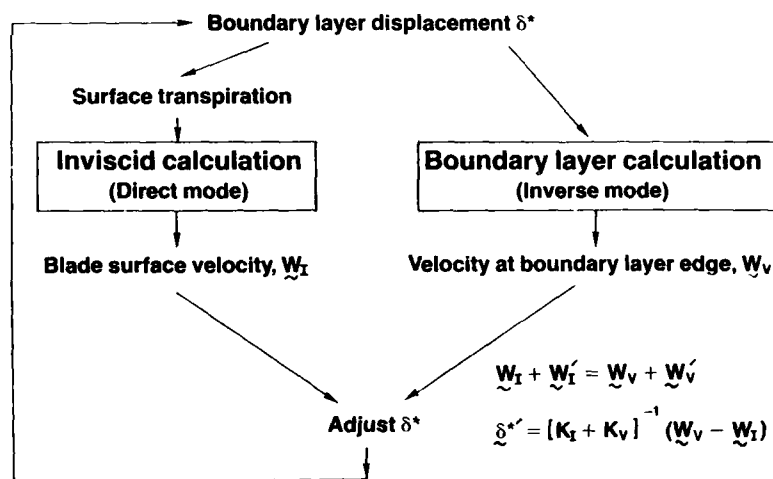 Boundary layer displacement δ*
Surface transpiration
Inviscid calculation
(Direct mode)
Boundary layer calculation
(Inverse mode)
Blade surface velocity, W_I
Velocity at boundary layer edge, W_V
W_I + W_I′ = W_V + W_V′
Adjust δ*
δ*′ = [K_I + K_V]⁻¹ (W_V − W_I)